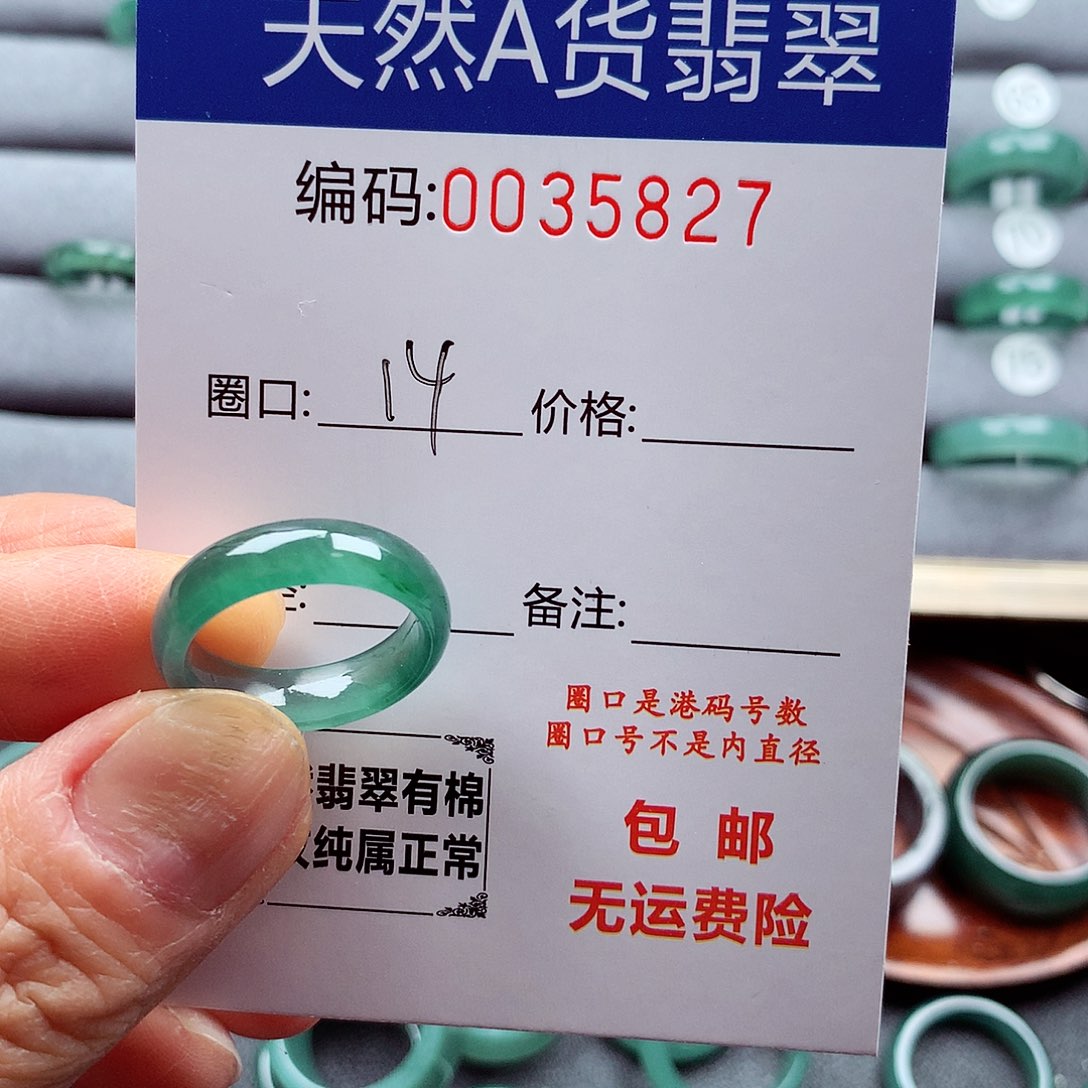 天然A货翡翠
编码:0035827
圈口: 14 价格:
备注:
圈口是港码号数
圈口号不是内直径
翡翠有棉
纯属正常
包邮
无运费险